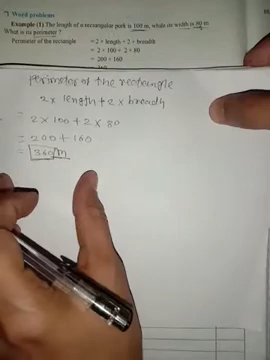 Word problems
Example (1) The length of a rectangular park is 100 m, while its width is 80 m.
What is its perimeter ?
Perimeter of the rectangle = 2 × length + 2 × breadth
= 2 × 100 + 2 × 80
= 200 + 160
perimeter of the rectangle
2 x length + 2 x breadth
=
2 x 100 + 2 x 80
= 200 + 160
= 360m